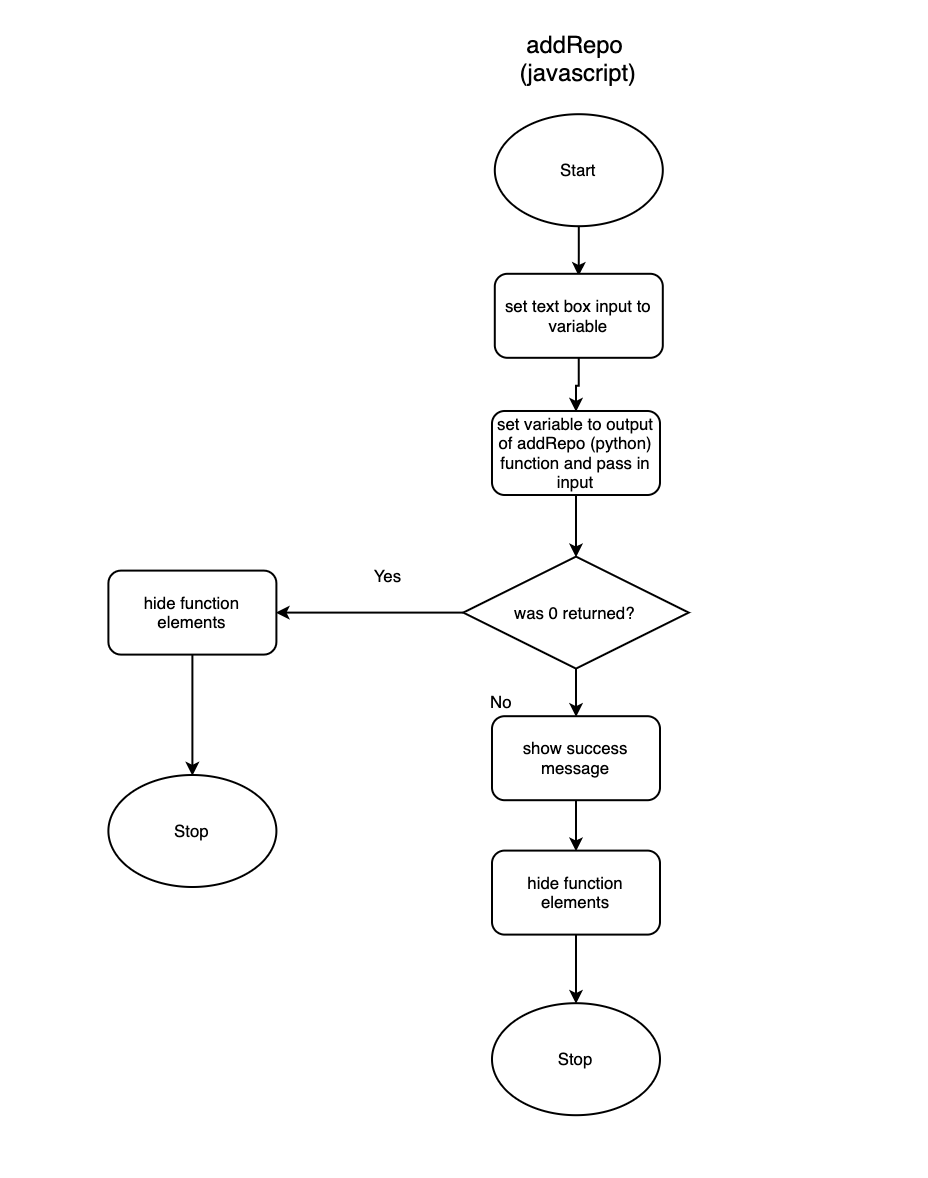 addRepo
(javascript)
Start
set text box input to
variable
set variable to output
of addRepo (python)
function and pass in
input
was 0 returned?
Yes
hide function
elements
Stop
No
show success
message
hide function
elements
Stop